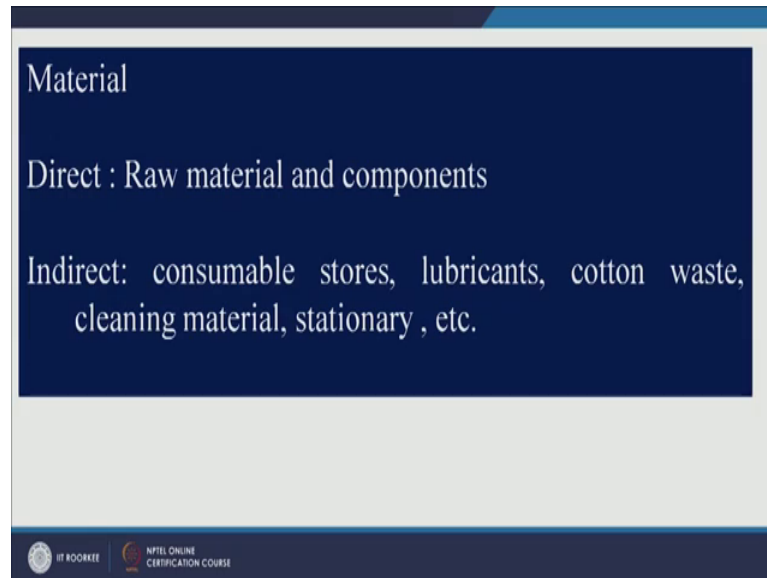 Material
Direct : Raw material and components
Indirect: consumable stores, lubricants, cotton waste,
cleaning material, stationary , etc.
IIT ROORKEE
NPTEL ONLINE
CERTIFICATION COURSE